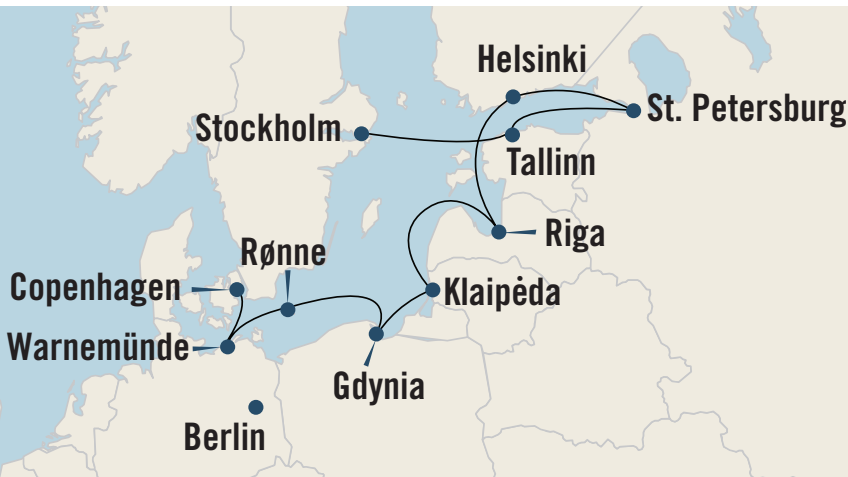 Helsinki
St. Petersburg
Stockholm
Tallinn
Riga
Rønne
Copenhagen
Klaipėda
Warnemünde
Gdynia
Berlin